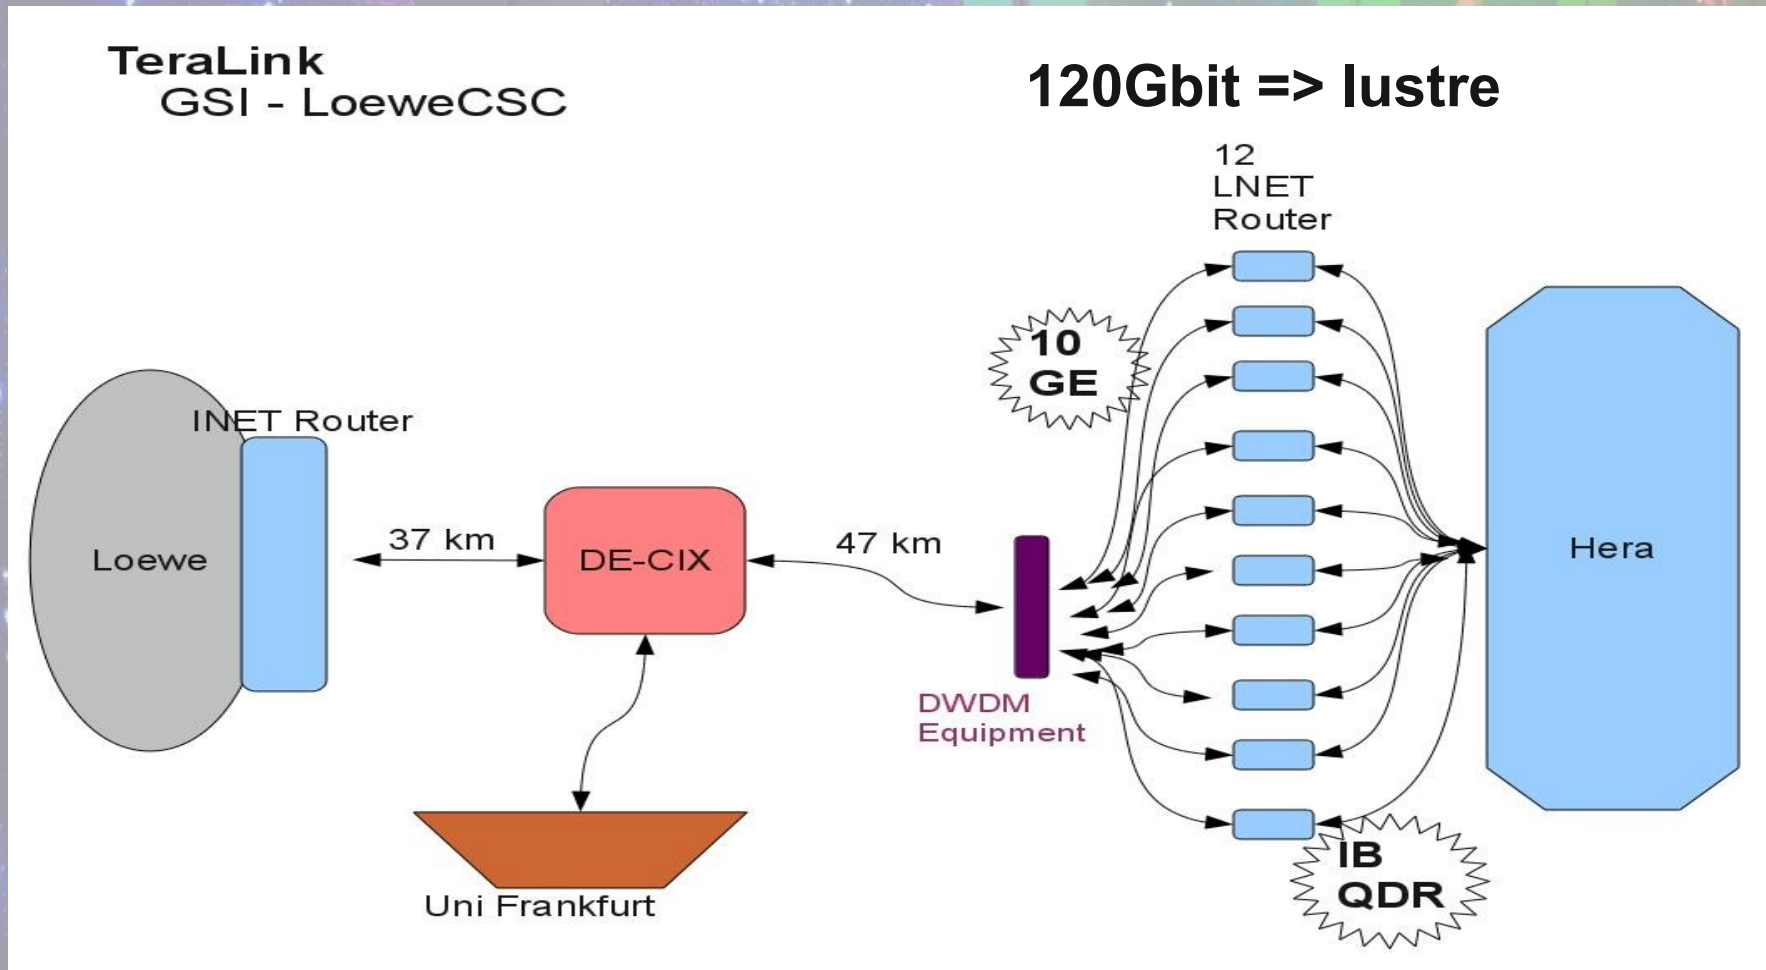 TeraLink
GSI - LoeweCSC
120Gbit => lustre
12
LNET
Router
10
GE
INET Router
Loewe
37 km
DE-CIX
47 km
Hera
DWDM
Equipment
IB
QDR
Uni Frankfurt